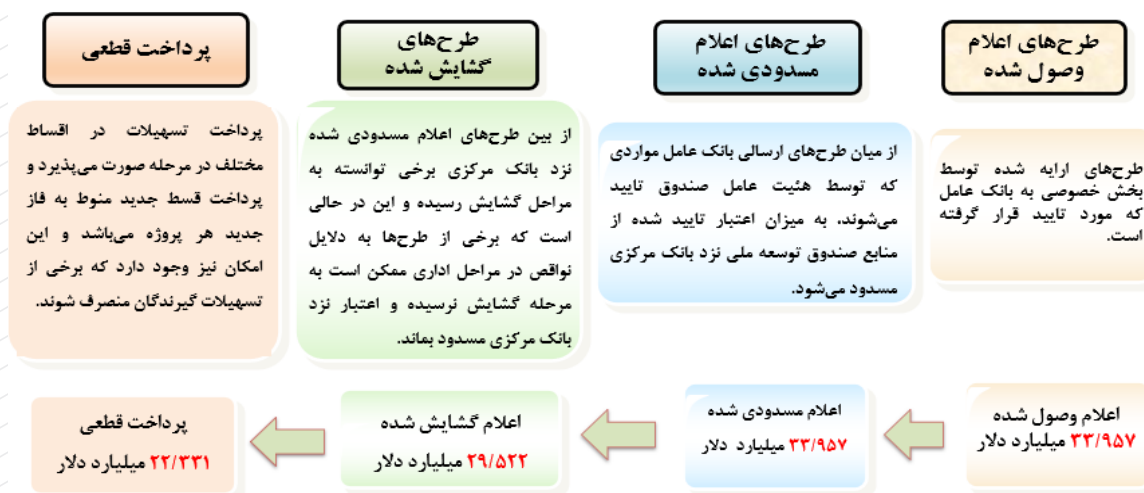 طرح‌های اعلام
وصول شده
طرح‌های اعلام
مسدودی شده
طرح‌های
گشایش شده
پرداخت قطعی
طرح‌های ارایه شده توسط
بخش خصوصی به بانک عامل
که مورد تایید قرار گرفته
است.
از میان طرح‌های ارسالی بانک عامل مواردی
که توسط هئیت عامل صندوق تایید
می‌شوند، به میزان اعتبار تایید شده از
منابع صندوق توسعه ملی نزد بانک مرکزی
مسدود می‌شود.
از بین طرح‌های اعلام مسدودی شده
نزد بانک مرکزی برخی توانسته به
مراحل گشایش رسیده و این در حالی
است که برخی از طرح‌ها به دلایل
نواقص در مراحل اداری ممکن است به
مرحله گشایش نرسیده و اعتبار نزد
بانک مرکزی مسدود بماند.
پرداخت تسهیلات در اقساط
مختلف در مرحله صورت می‌پذیرد و
پرداخت قسط جدید منوط به فاز
جدید هر پروژه می‌باشد و این
امکان نیز وجود دارد که برخی از
تسهیلات گیرندگان منصرف شوند.
اعلام وصول شده
۳۳/۹۵۷ میلیارد دلار
اعلام مسدودی شده
۳۳/۹۵۷ میلیارد دلار
اعلام گشایش شده
۲۹/۵۲۲ میلیارد دلار
پرداخت قطعی
۲۲/۳۳۱ میلیارد دلار